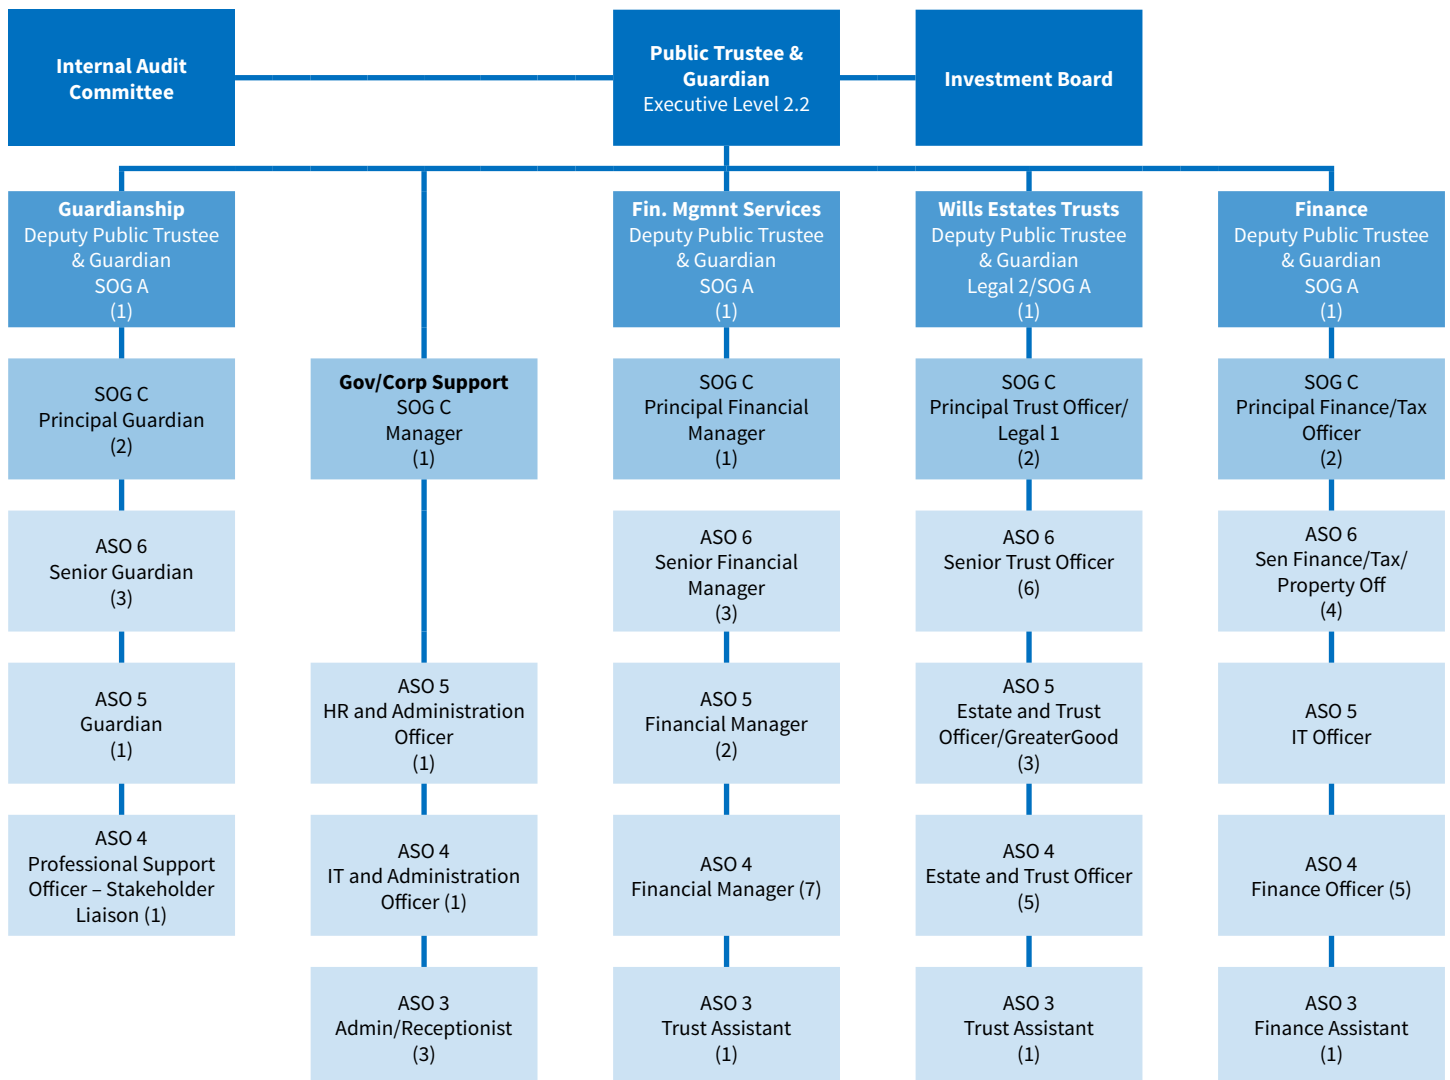 Internal Audit
Committee
Public Trustee &
Guardian
Executive Level 2.2
Investment Board
Guardianship
Deputy Public Trustee
& Guardian
SOG A
(1)
Fin. Mgmnt Services
Deputy Public Trustee
& Guardian
SOG A
(1)
Wills Estates Trusts
Deputy Public Trustee
& Guardian
Legal 2/SOG A
(1)
Finance
Deputy Public Trustee
& Guardian
SOG A
(1)
SOG C
Principal Guardian
(2)
Gov/Corp Support
SOG C
Manager
(1)
SOG C
Principal Financial
Manager
(1)
SOG C
Principal Trust Officer/
Legal 1
(2)
SOG C
Principal Finance/Tax
Officer
(2)
ASO 6
Senior Guardian
(3)
ASO 6
Senior Financial
Manager
(3)
ASO 6
Senior Trust Officer
(6)
ASO 6
Sen Finance/Tax/
Property Off
(4)
ASO 5
Guardian
(1)
ASO 5
HR and Administration
Officer
(1)
ASO 5
Financial Manager
(2)
ASO 5
Estate and Trust
Officer/GreaterGood
(3)
ASO 5
IT Officer
ASO 4
Professional Support
Officer – Stakeholder
Liaison (1)
ASO 4
IT and Administration
Officer (1)
ASO 4
Financial Manager (7)
ASO 4
Estate and Trust Officer
(5)
ASO 4
Finance Officer (5)
ASO 3
Admin/Receptionist
(3)
ASO 3
Trust Assistant
(1)
ASO 3
Trust Assistant
(1)
ASO 3
Finance Assistant
(1)